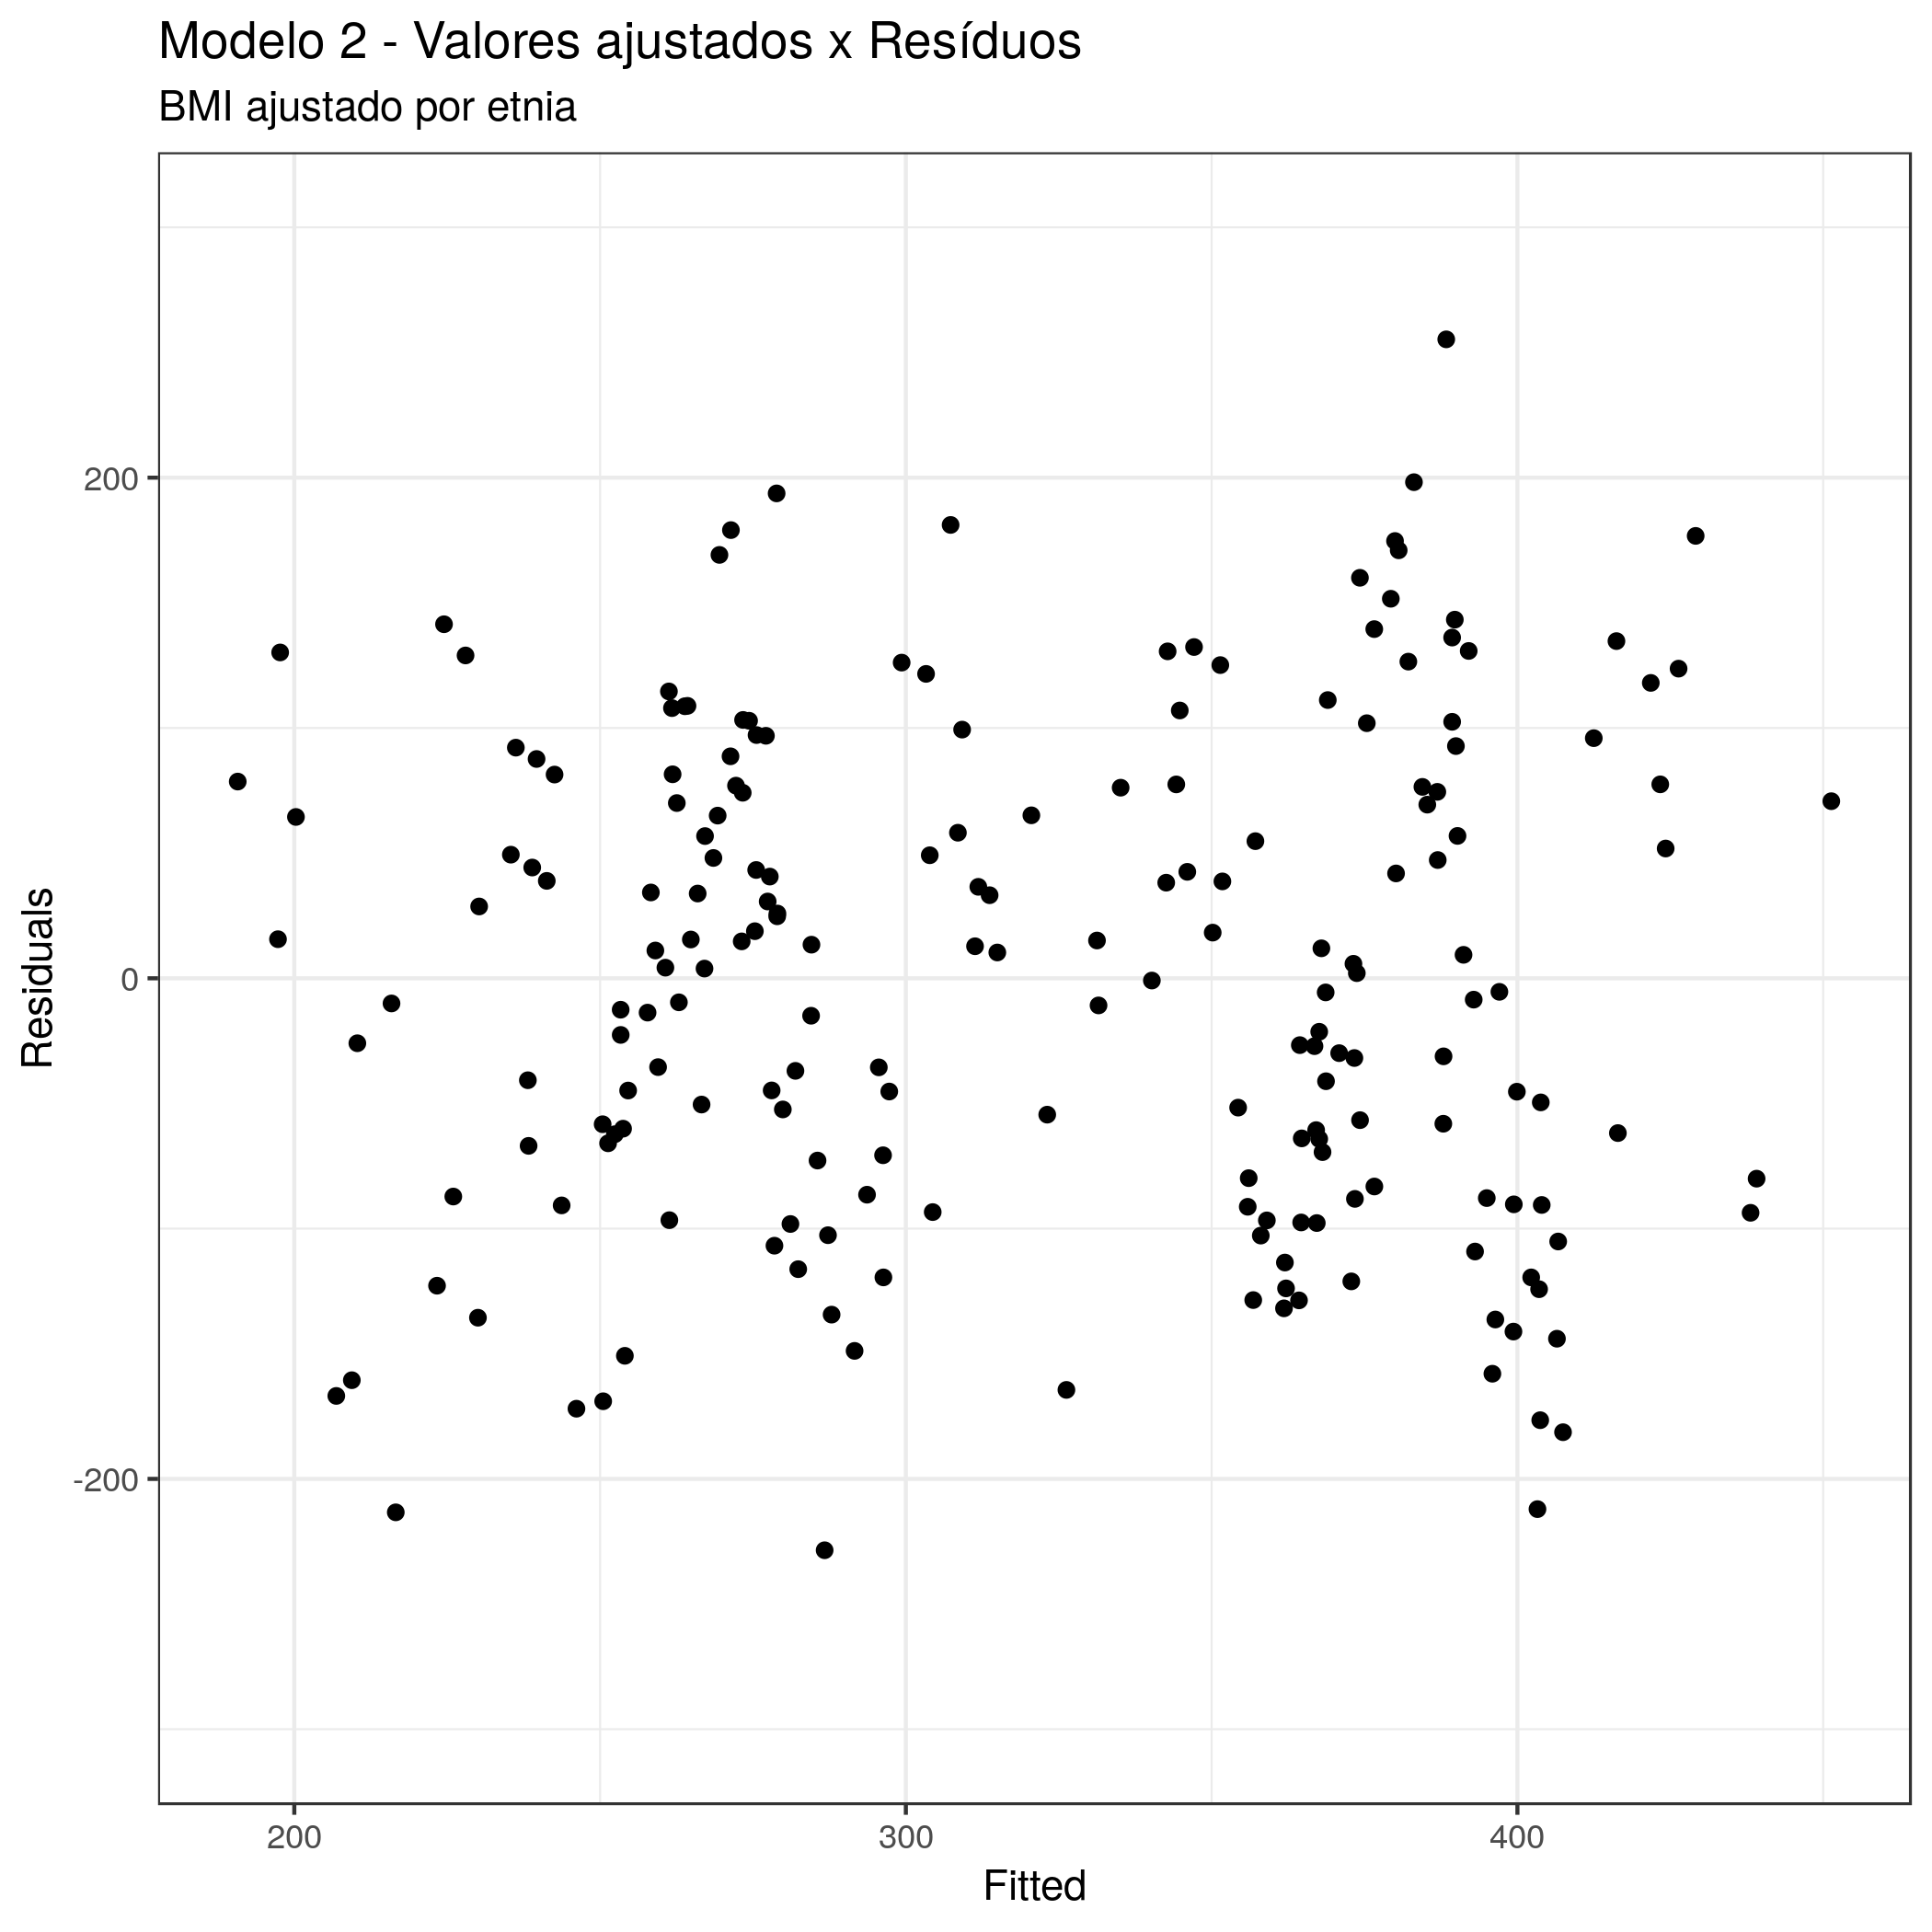 Modelo 2 - Valores ajustados x Resíduos
BMI ajustado por etnia
Residuals
200
0
-200
200
300
400
Fitted